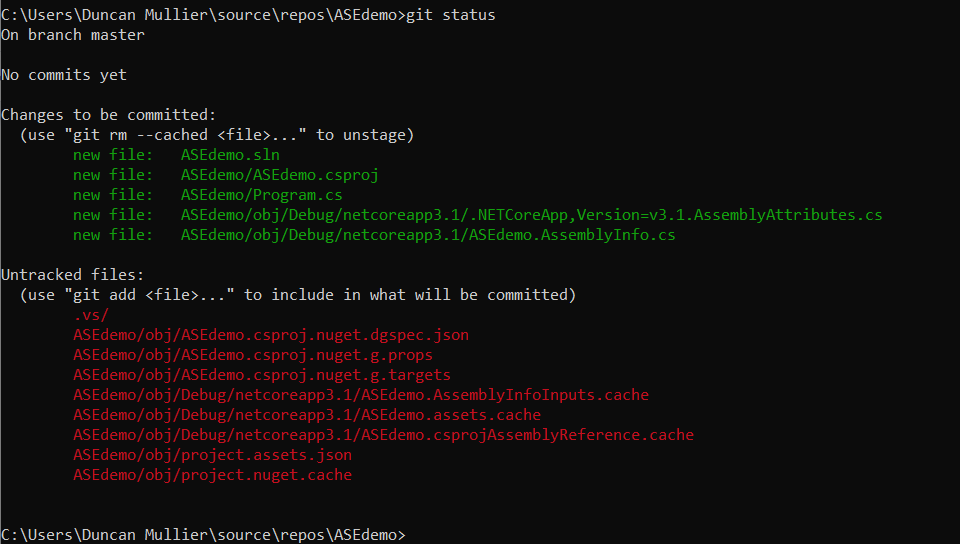 C:\Users\Duncan Mullier\source\repos\ASEdemo>git status
On branch master
No commits yet
Changes to be committed:
(use "git rm --cached <file>..." to unstage)
new file:   ASEdemo.sln
new file:   ASEdemo/ASEdemo.csproj
new file:   ASEdemo/Program.cs
new file:   ASEdemo/obj/Debug/netcoreapp3.1/.NETCoreApp,Version=v3.1.AssemblyAttributes.cs
new file:   ASEdemo/obj/Debug/netcoreapp3.1/ASEdemo.AssemblyInfo.cs
Untracked files:
(use "git add <file>..." to include in what will be committed)
.vs/
ASEdemo/obj/ASEdemo.csproj.nuget.dgspec.json
ASEdemo/obj/ASEdemo.csproj.nuget.g.props
ASEdemo/obj/ASEdemo.csproj.nuget.g.targets
ASEdemo/obj/Debug/netcoreapp3.1/ASEdemo.AssemblyInfoInputs.cache
ASEdemo/obj/Debug/netcoreapp3.1/ASEdemo.assets.cache
ASEdemo/obj/Debug/netcoreapp3.1/ASEdemo.csprojAssemblyReference.cache
ASEdemo/obj/project.assets.json
ASEdemo/obj/project.nuget.cache
C:\Users\Duncan Mullier\source\repos\ASEdemo>